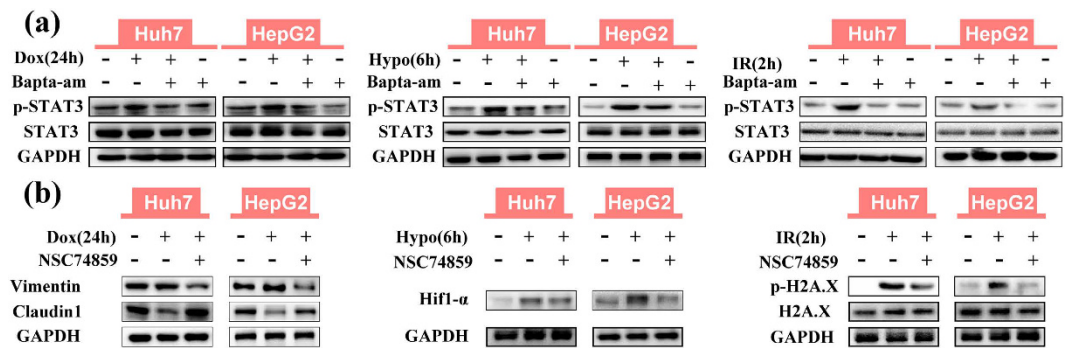 (a)
Huh7 HepG2 Huh7 HepG2 Huh7 HepG2
Dox(24h) - + + - - + + - Hypo(6h) - + + - - + + - IR(2h) - + + - - + + -
Bapta-am - - + + - - + + Bapta-am - - + + - - + + Bapta-am - - + + - - + +
p-STAT3 p-STAT3 p-STAT3
STAT3 STAT3 STAT3
GAPDH GAPDH GAPDH
(b)
Huh7 HepG2 Huh7 HepG2 Huh7 HepG2
Dox(24h) - + + - + + Hypo(6h) - + + - + + IR(2h) - + + - + +
NSC74859 - - + - - + NSC74859 - - + - - + NSC74859 - - + - - +
Vimentin Hif1-α p-H2A.X
Claudin1 H2A.X
GAPDH GAPDH GAPDH